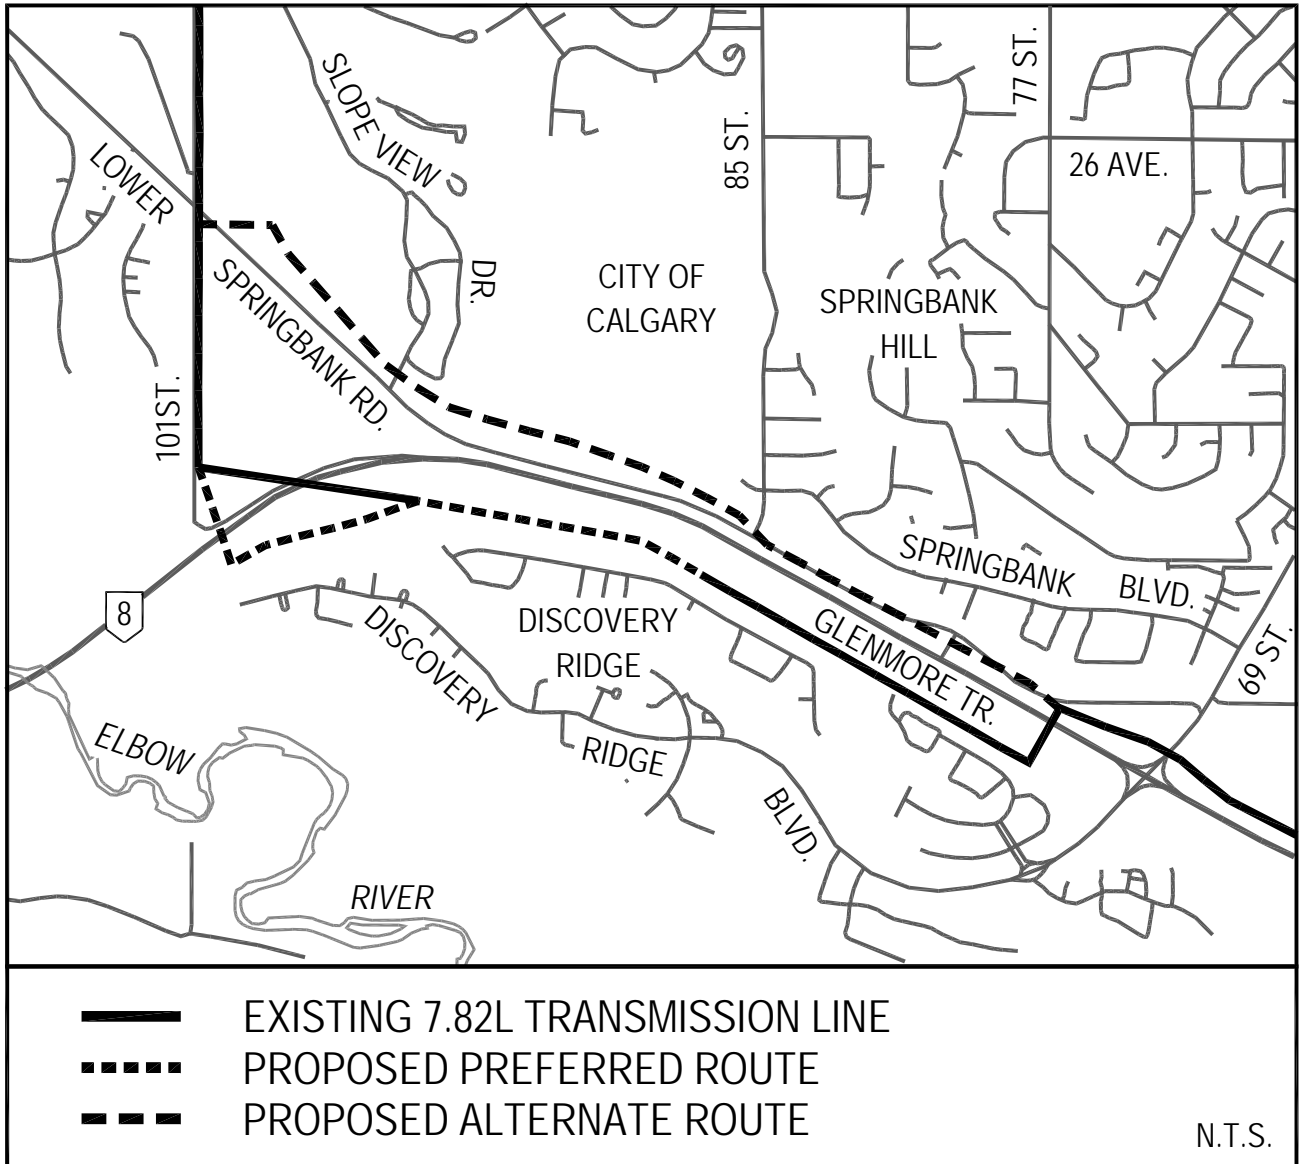 SLOPE VIEW
DR.
LOWER
SPRINGBANK RD.
101ST.
85 ST.
77 ST.
26 AVE.
CITY OF
CALGARY
SPRINGBANK
HILL
SPRINGBANK
BLVD.
69 ST.
GLENMORE TR.
8
DISCOVERY
RIDGE
DISCOVERY
RIDGE
BLVD.
ELBOW
RIVER
EXISTING 7.82L TRANSMISSION LINE
PROPOSED PREFERRED ROUTE
PROPOSED ALTERNATE ROUTE
N.T.S.